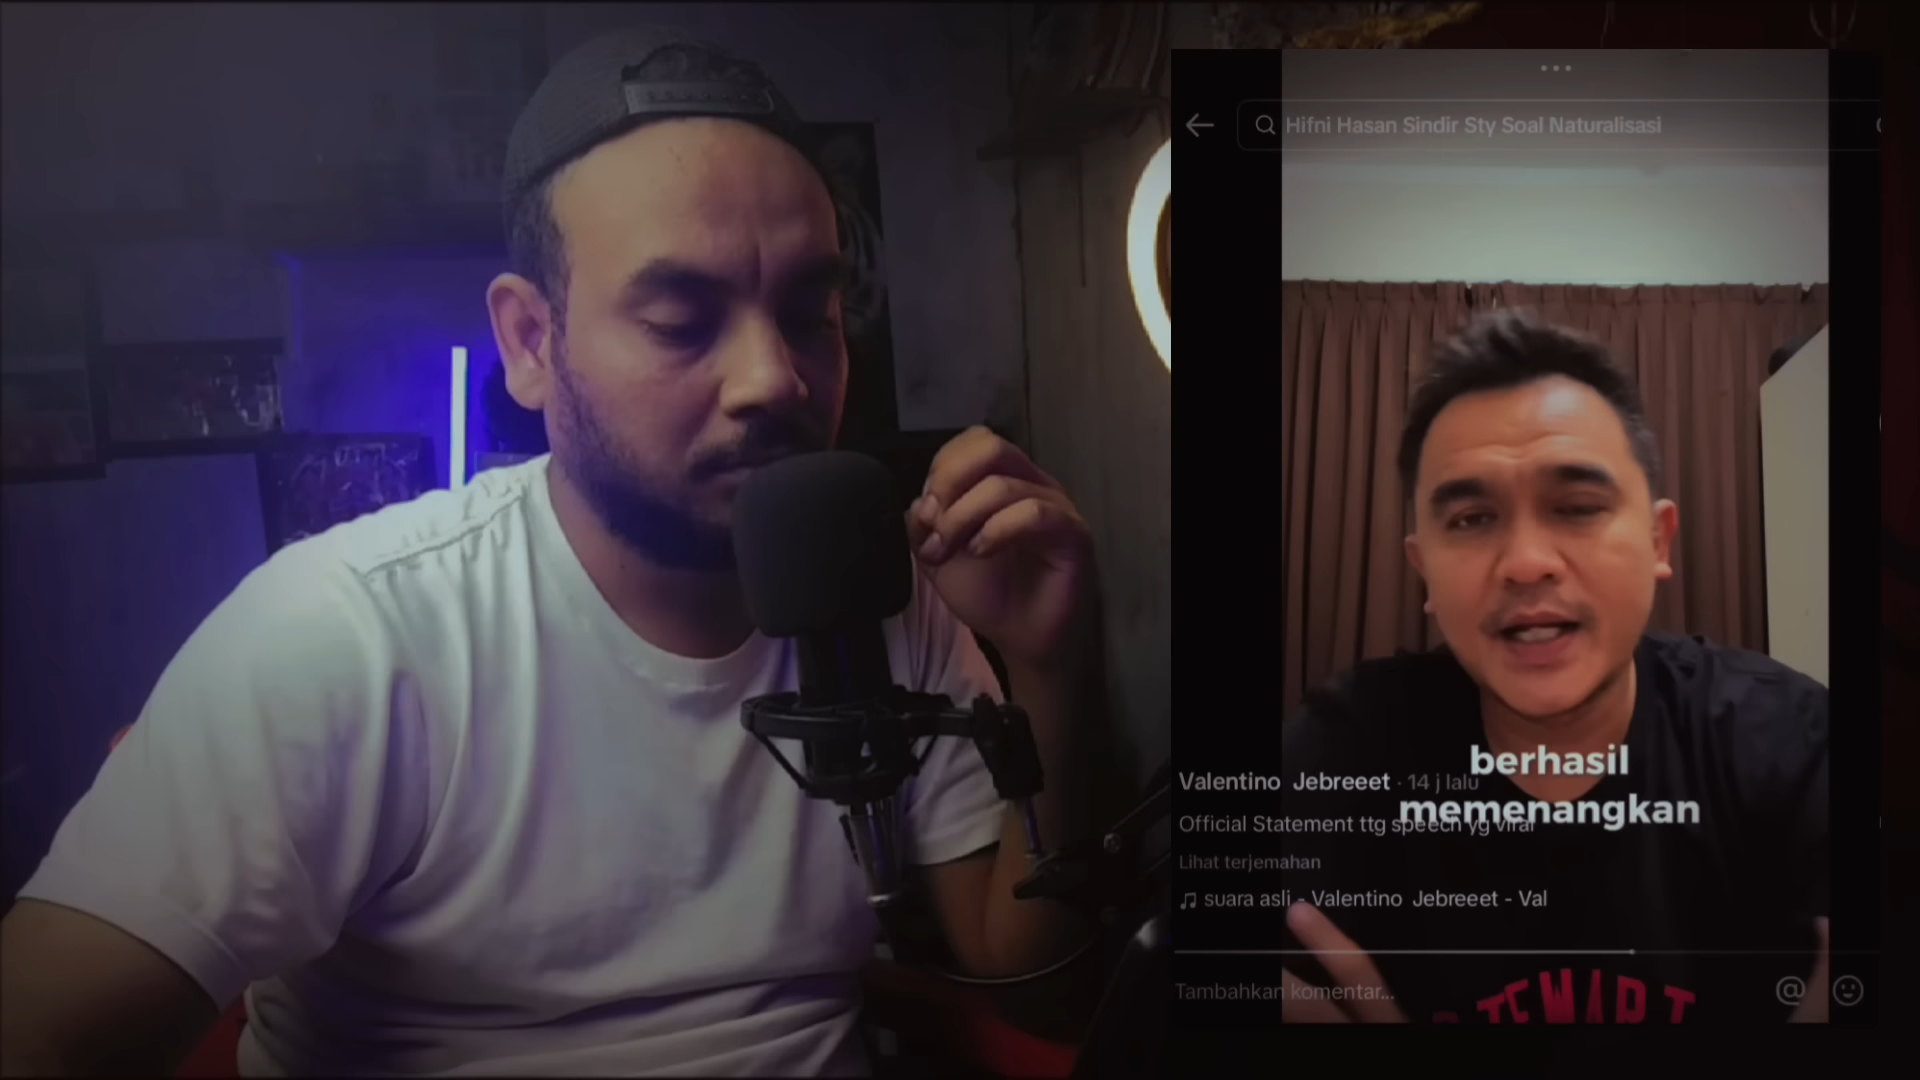 Hifni Hasan Sindir Sty Soal Naturalisasi
berhasil
memenangkan
Valentino Jebreeet · 14 j lalu
Official Statement ttg speech yg viral
Lihat terjemahan
suara asli - Valentino Jebreeet - Val
Tambahkan komentar...
@